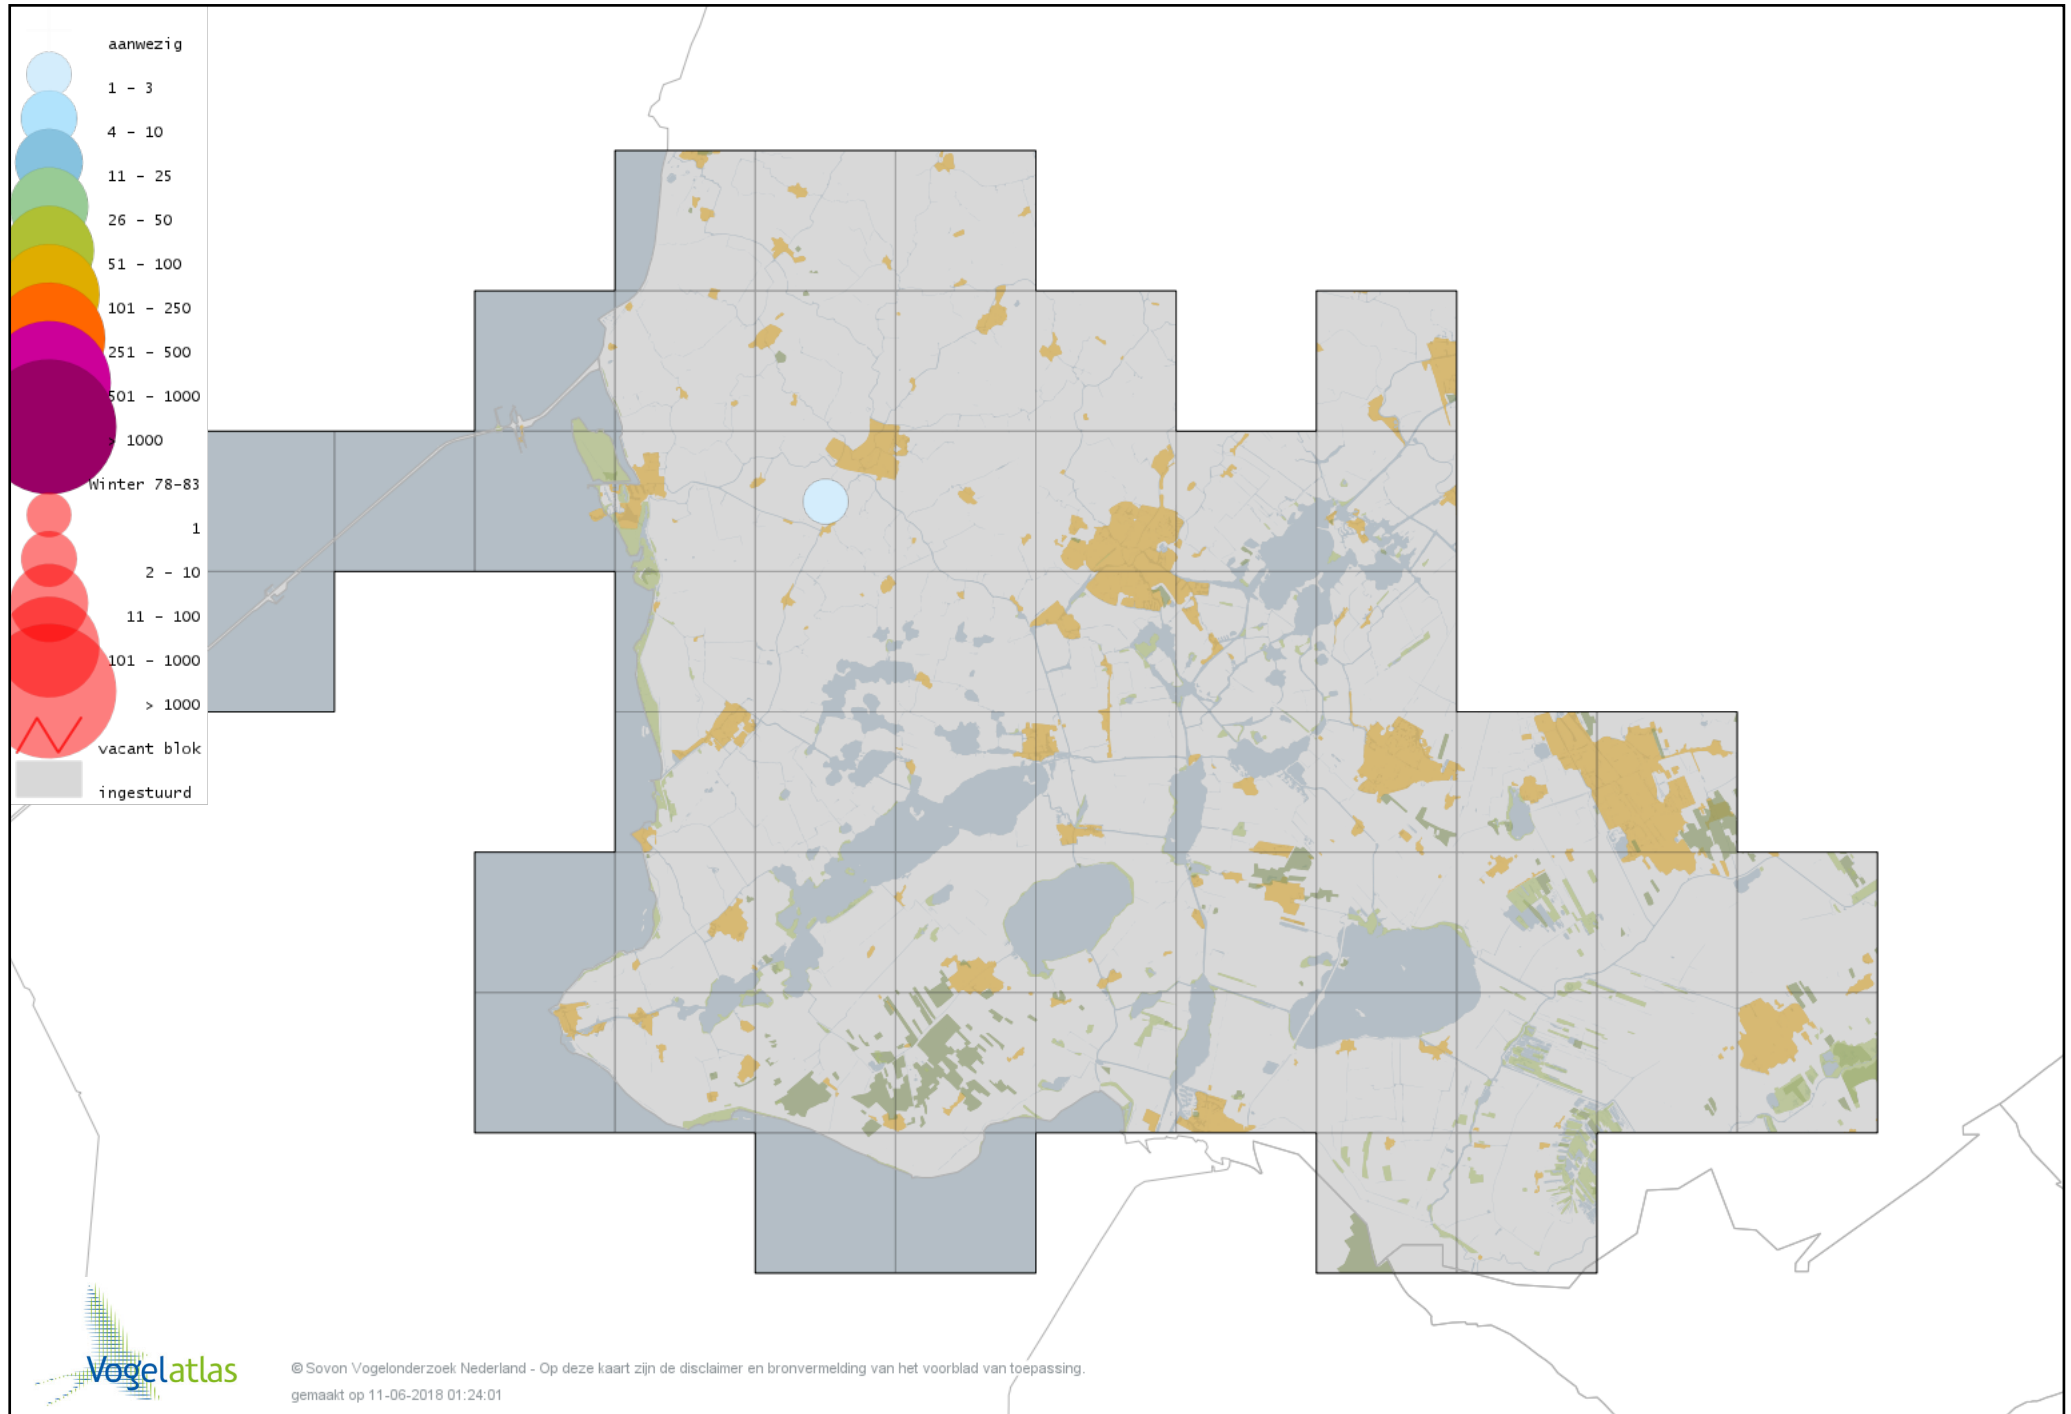 aanwezig
1 - 3
4 - 10
11 - 25
26 - 50
51 - 100
101 - 250
251 - 500
501 - 1000
> 1000
Winter 78-83
1
2 - 10
11 - 100
101 - 1000
> 1000
vacant blok
ingestuurd
Vogelatlas
© Sovon Vogelonderzoek Nederland - Op deze kaart zijn de disclaimer en bronvermelding van het voorblad van toepassing.
gemaakt op 11-06-2018 01:24:01